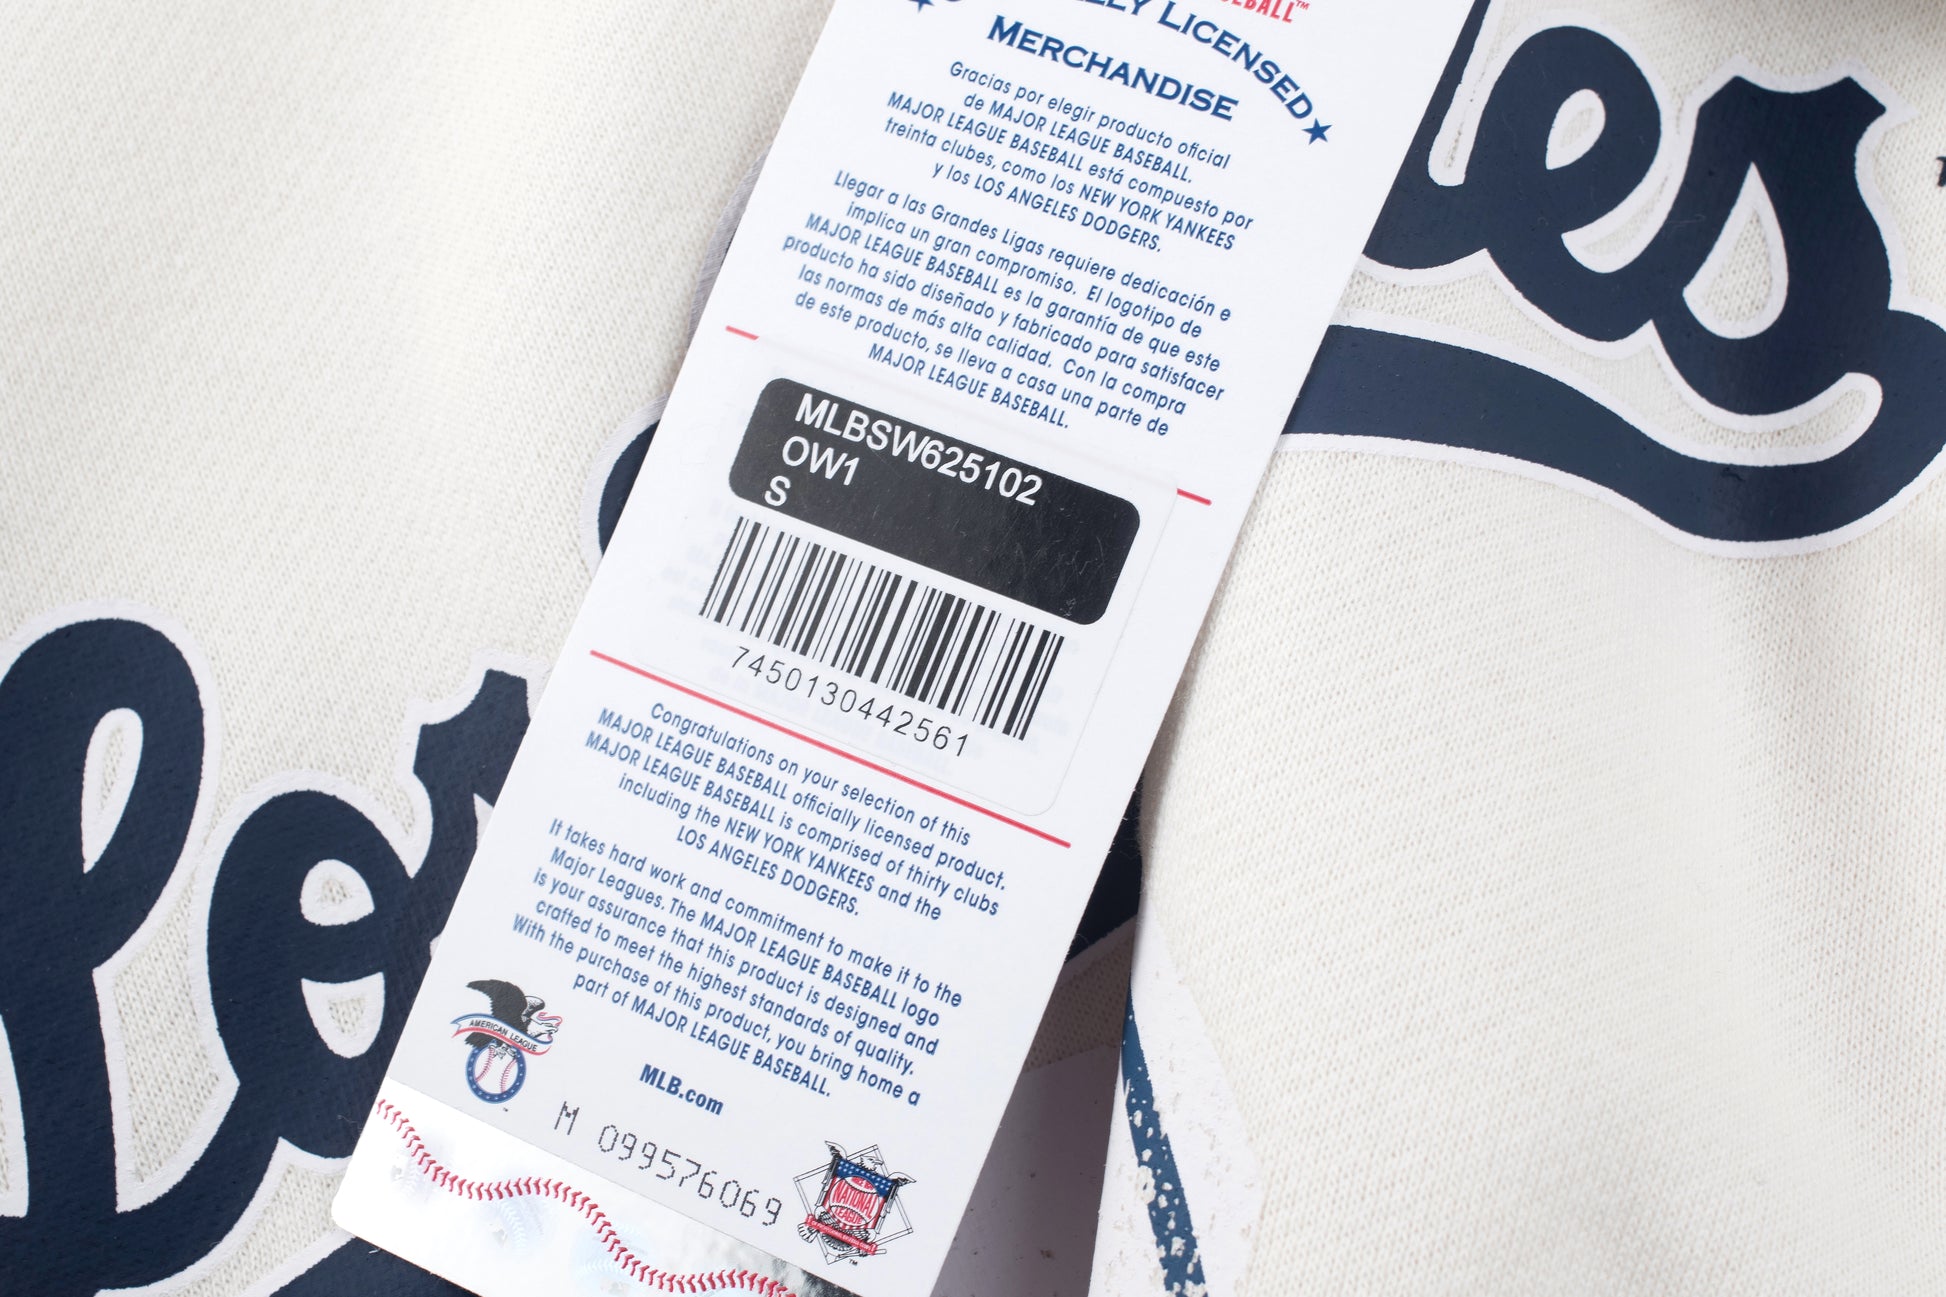 BASEBALL™
LLY LICENSED
MERCHANDISE
Gracias por elegir producto oficial
de MAJOR LEAGUE BASEBALL.
MAJOR LEAGUE BASEBALL está compuesto por
treinta clubes, como los NEW YORK YANKEES
y los LOS ANGELES DODGERS.
Llegar a las Grandes Ligas requiere dedicación e
implica un gran compromiso. El logotipo de
MAJOR LEAGUE BASEBALL es la garantía de que este
producto ha sido diseñado y fabricado para satisfacer
las normas de más alta calidad. Con la compra
de este producto, se lleva a casa una parte de
MAJOR LEAGUE BASEBALL.
MLBSW625102
OW1
S
7450130442561
Congratulations on your selection of this
MAJOR LEAGUE BASEBALL officially licensed product.
MAJOR LEAGUE BASEBALL is comprised of thirty clubs
including the NEW YORK YANKEES and the
LOS ANGELES DODGERS.
It takes hard work and commitment to make it to the
Major Leagues. The MAJOR LEAGUE BASEBALL logo
is your assurance that this product is designed and
crafted to meet the highest standards of quality.
With the purchase of this product, you bring home a
part of MAJOR LEAGUE BASEBALL.
AMERICAN LEAGUE
MLB.com
M 099576069
NATIONAL
LEAGUE
les
les